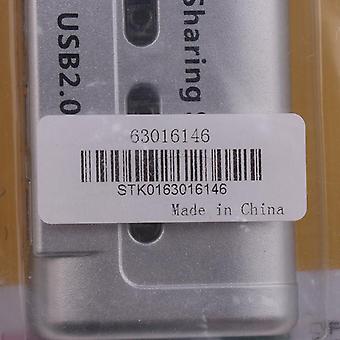 Sharing S
USB2.0
63016146
STK0163016146
Made in China